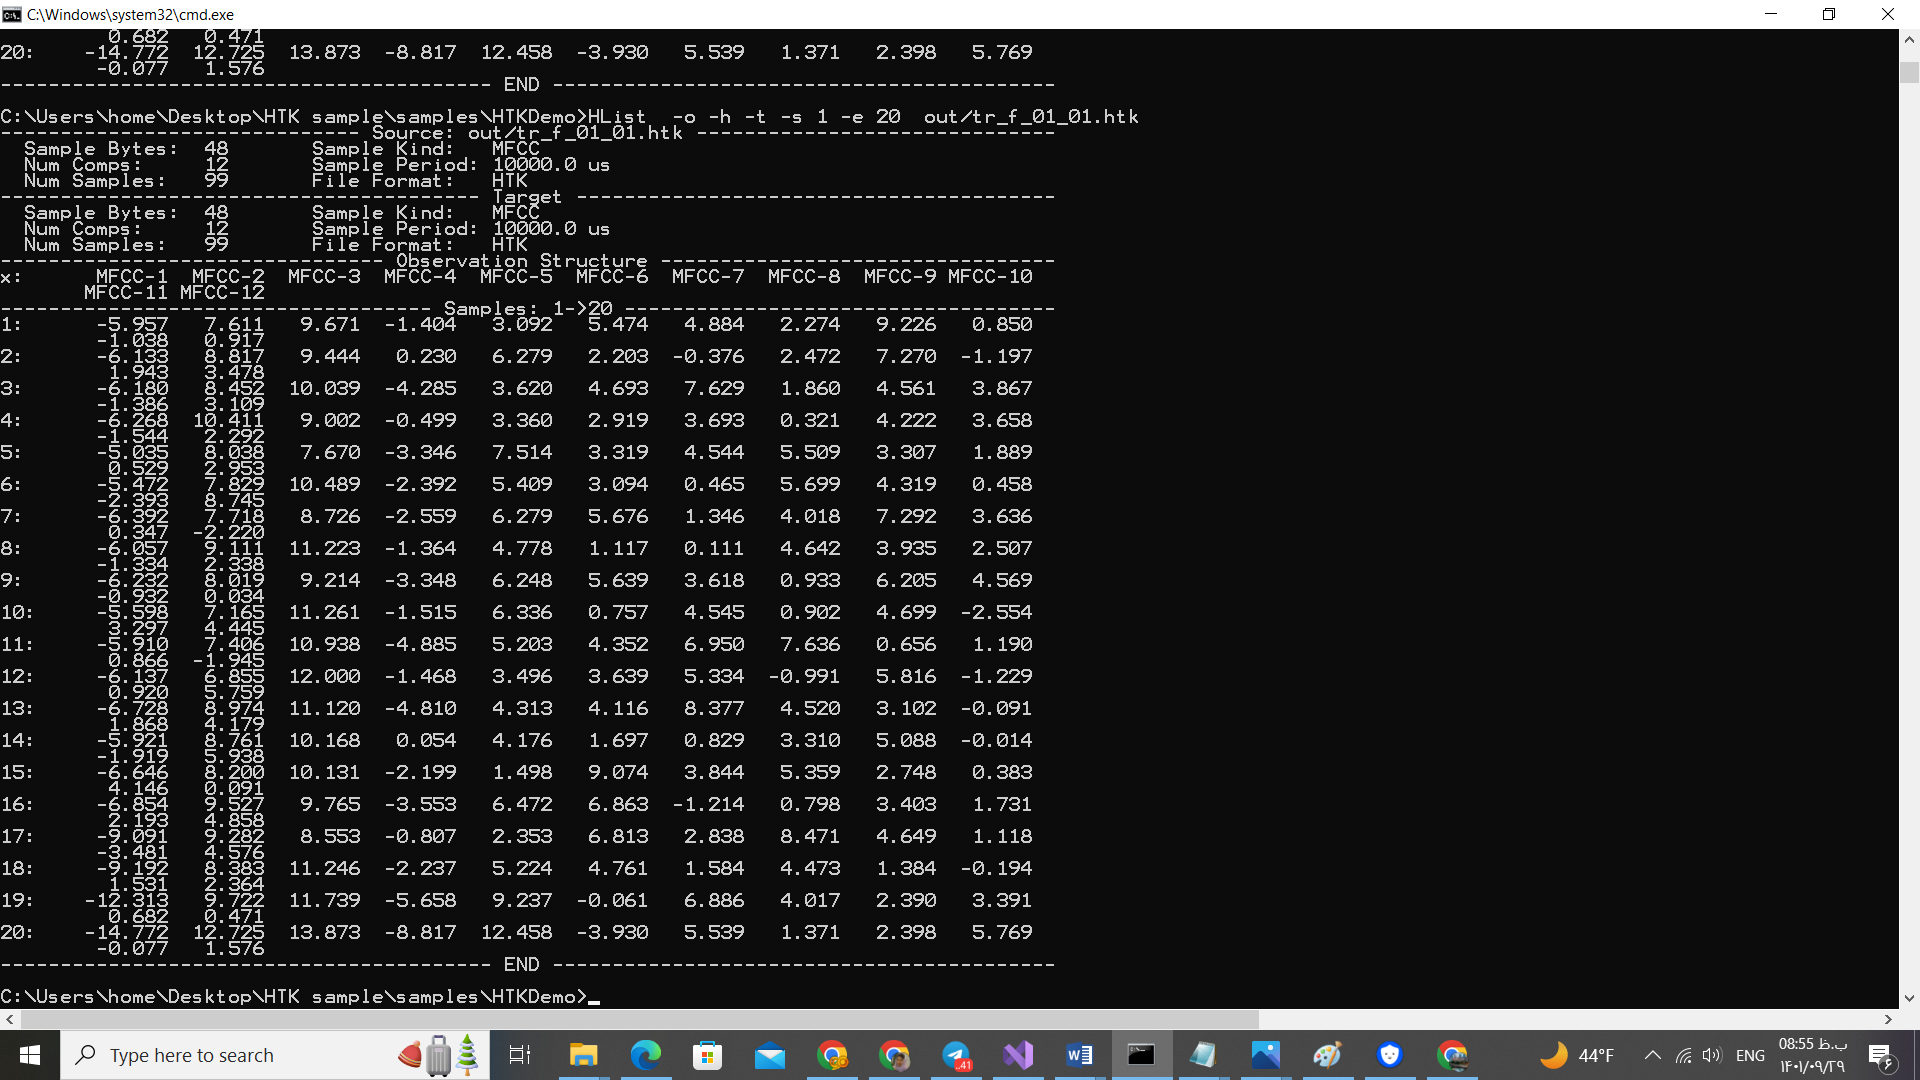 C:\Windows\system32\cmd.exe
0.682 0.471
20: -14.772 12.725 13.873 -8.817 12.458 -3.930 5.539 1.371 2.398 5.769
-0.077 1.576
----------------------------------------- END ------------------------------------------
C:\Users\home\Desktop\HTK sample\samples\HTKDemo>HList -o -h -t -s 1 -e 20 out/tr_f_01_01.htk
------------------------------ Source: out/tr_f_01_01.htk ------------------------------
Sample Bytes: 48 Sample Kind: MFCC
Num Comps: 12 Sample Period: 10000.0 us
Num Samples: 99 File Format: HTK
---------------------------------------- Target ----------------------------------------
Sample Bytes: 48 Sample Kind: MFCC
Num Comps: 12 Sample Period: 10000.0 us
Num Samples: 99 File Format: HTK
-------------------------------- Observation Structure ---------------------------------
x: MFCC-1 MFCC-2 MFCC-3 MFCC-4 MFCC-5 MFCC-6 MFCC-7 MFCC-8 MFCC-9 MFCC-10
MFCC-11 MFCC-12
------------------------------------ Samples: 1->20 ------------------------------------
1: -5.957 7.611 9.671 -1.404 3.092 5.474 4.884 2.274 9.226 0.850
-1.038 0.917
2: -6.133 8.817 9.444 0.230 6.279 2.203 -0.376 2.472 7.270 -1.197
1.943 3.478
3: -6.180 8.452 10.039 -4.285 3.620 4.693 7.629 1.860 4.561 3.867
-1.386 3.109
4: -6.268 10.411 9.002 -0.499 3.360 2.919 3.693 0.321 4.222 3.658
-1.544 2.292
5: -5.035 8.038 7.670 -3.346 7.514 3.319 4.544 5.509 3.307 1.889
0.529 2.953
6: -5.472 7.829 10.489 -2.392 5.409 3.094 0.465 5.699 4.319 0.458
-2.393 8.745
7: -6.392 7.718 8.726 -2.559 6.279 5.676 1.346 4.018 7.292 3.636
0.347 -2.220
8: -6.057 9.111 11.223 -1.364 4.778 1.117 0.111 4.642 3.935 2.507
-1.334 2.338
9: -6.232 8.019 9.214 -3.348 6.248 5.639 3.618 0.933 6.205 4.569
-0.932 0.034
10: -5.598 7.165 11.261 -1.515 6.336 0.757 4.545 0.902 4.699 -2.554
3.297 4.445
11: -5.910 7.406 10.938 -4.885 5.203 4.352 6.950 7.636 0.656 1.190
0.866 -1.945
12: -6.137 6.855 12.000 -1.468 3.496 3.639 5.334 -0.991 5.816 -1.229
0.920 5.759
13: -6.728 8.974 11.120 -4.810 4.313 4.116 8.377 4.520 3.102 -0.091
1.868 4.179
14: -5.921 8.761 10.168 0.054 4.176 1.697 0.829 3.310 5.088 -0.014
-1.919 5.938
15: -6.646 8.200 10.131 -2.199 1.498 9.074 3.844 5.359 2.748 0.383
4.146 0.091
16: -6.854 9.527 9.765 -3.553 6.472 6.863 -1.214 0.798 3.403 1.731
2.193 4.858
17: -9.091 9.282 8.553 -0.807 2.353 6.813 2.838 8.471 4.649 1.118
-3.481 4.576
18: -9.192 8.383 11.246 -2.237 5.224 4.761 1.584 4.473 1.384 -0.194
1.531 2.364
19: -12.313 9.722 11.739 -5.658 9.237 -0.061 6.886 4.017 2.390 3.391
0.682 0.471
20: -14.772 12.725 13.873 -8.817 12.458 -3.930 5.539 1.371 2.398 5.769
-0.077 1.576
----------------------------------------- END ------------------------------------------
C:\Users\home\Desktop\HTK sample\samples\HTKDemo>_
Type here to search
.41
44°F
ENG
08:55 ب.ظ
۱۴۰۱/۰۹/۲۹
۶